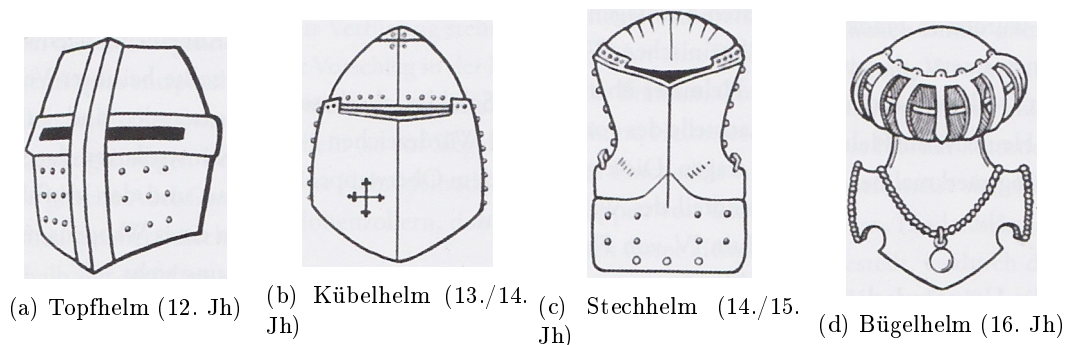 (a) Topfhelm (12. Jh)
(b) Kübelhelm (13./14.
Jh)
(c) Stechhelm (14./15.
Jh)
(d) Bügelhelm (16. Jh)